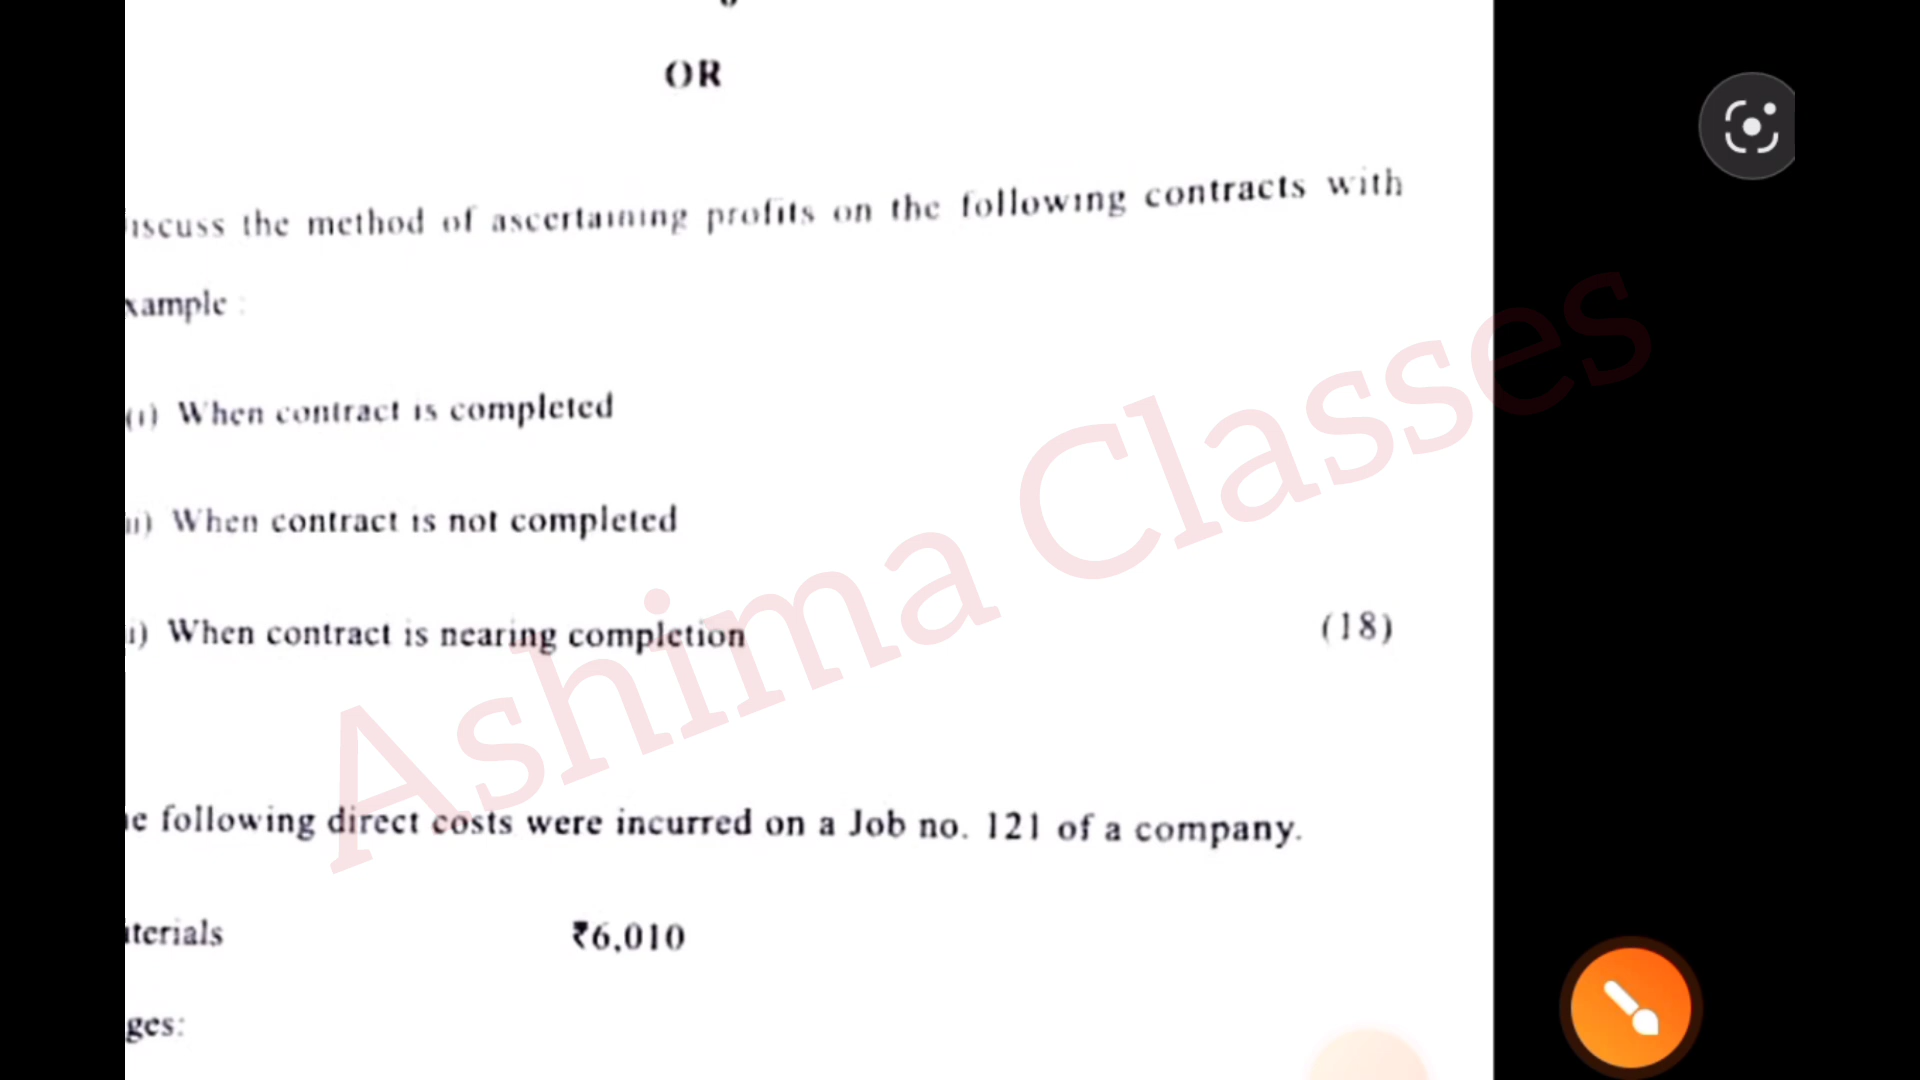 OR
iscuss the method of ascertaining profits on the following contracts with
xample :
(i) When contract is completed
ii) When contract is not completed
i) When contract is nearing completion (18)
e following direct costs were incurred on a Job no. 121 of a company.
terials ₹6,010
ges:
Ashima Classes